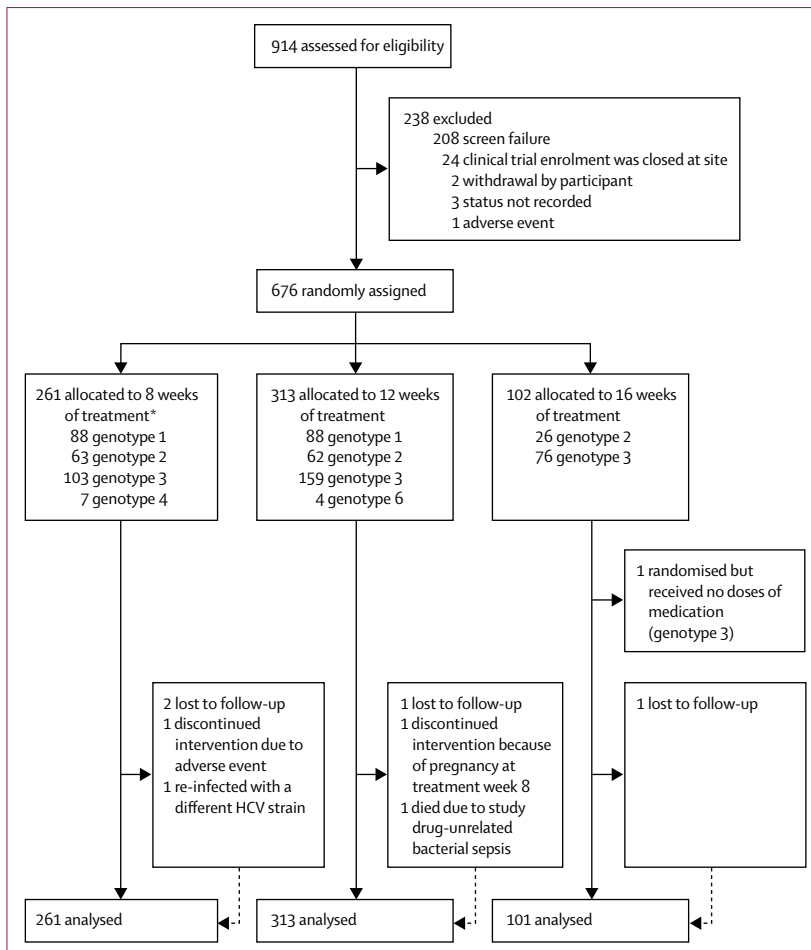 914 assessed for eligibility
238 excluded
208 screen failure
24 clinical trial enrolment was closed at site
2 withdrawal by participant
3 status not recorded
1 adverse event
676 randomly assigned
261 allocated to 8 weeks
of treatment*
88 genotype 1
63 genotype 2
103 genotype 3
7 genotype 4
313 allocated to 12 weeks
of treatment
88 genotype 1
62 genotype 2
159 genotype 3
4 genotype 6
102 allocated to 16 weeks
of treatment
26 genotype 2
76 genotype 3
1 randomised but
received no doses of
medication
(genotype 3)
2 lost to follow-up
1 discontinued
intervention due to
adverse event
1 re-infected with a
different HCV strain
1 lost to follow-up
1 discontinued
intervention because
of pregnancy at
treatment week 8
1 died due to study
drug-unrelated
bacterial sepsis
1 lost to follow-up
261 analysed
313 analysed
101 analysed